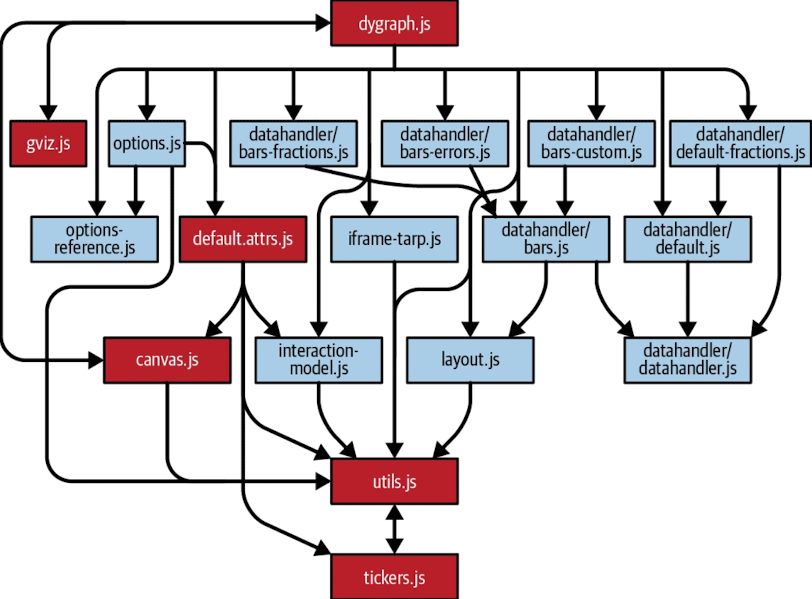 dygraph.js
gviz.js
options.js
datahandler/
bars-fractions.js
datahandler/
bars-errors.js
datahandler/
bars-custom.js
datahandler/
default-fractions.js
options-
reference.js
default.attrs.js
iframe-tarp.js
datahandler/
bars.js
datahandler/
default.js
canvas.js
interaction-
model.js
layout.js
datahandler/
datahandler.js
utils.js
tickers.js